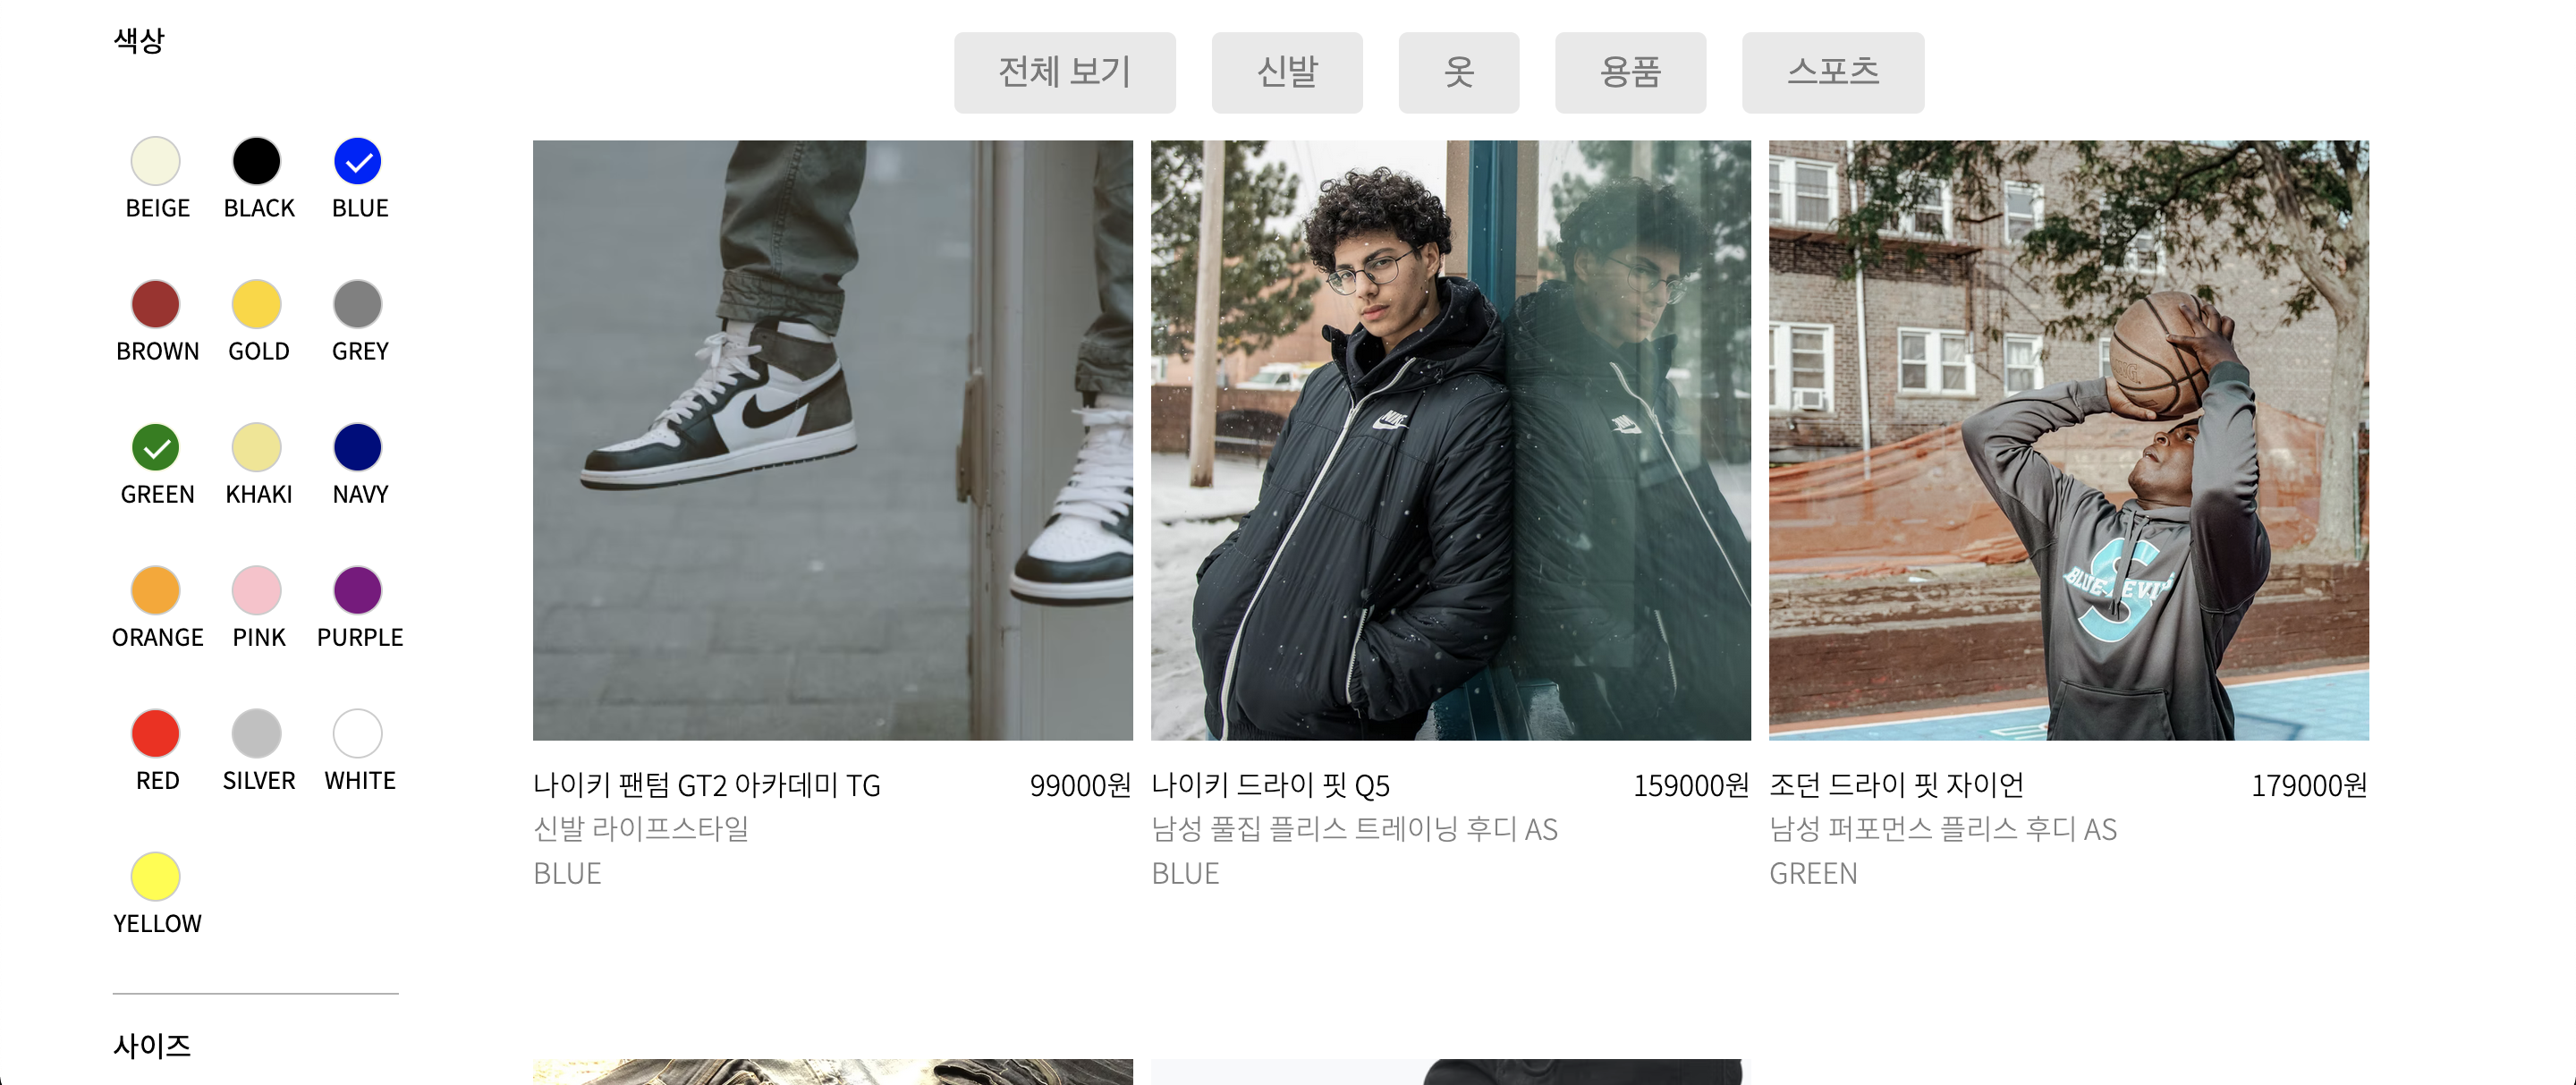 색상
BEIGE BLACK BLUE
BROWN GOLD GREY
GREEN KHAKI NAVY
ORANGE PINK PURPLE
RED SILVER WHITE
YELLOW
사이즈
전체 보기 신발 옷 용품 스포츠
NIKE
BLUE DEVILS
S
나이키 팬텀 GT2 아카데미 TG 99000원
신발 라이프스타일
BLUE
나이키 드라이 핏 Q5 159000원
남성 풀집 플리스 트레이닝 후디 AS
BLUE
조던 드라이 핏 자이언 179000원
남성 퍼포먼스 플리스 후디 AS
GREEN